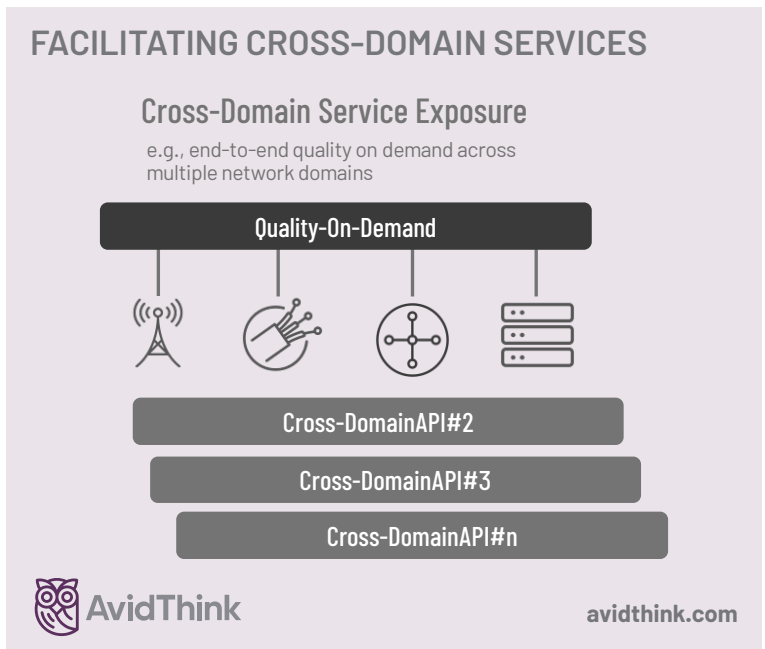 FACILITATING CROSS-DOMAIN SERVICES
Cross-Domain Service Exposure
e.g., end-to-end quality on demand across
multiple network domains
Quality-On-Demand
Cross-DomainAPI#2
Cross-DomainAPI#3
Cross-DomainAPI#n
AvidThink
avidthink.com